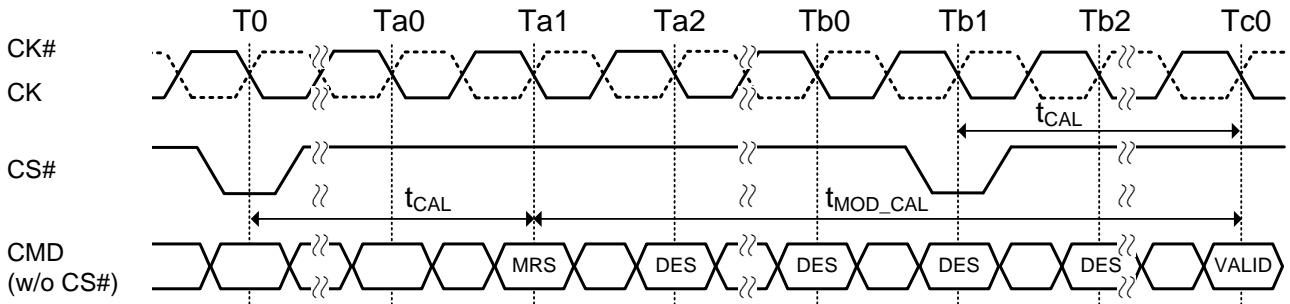 T0 Ta0 Ta1 Ta2 Tb0 Tb1 Tb2 Tc0
CK#
CK
tCAL
CS#
tCAL tMOD_CAL
CMD
MRS DES DES DES DES VALID
(w/o CS#)